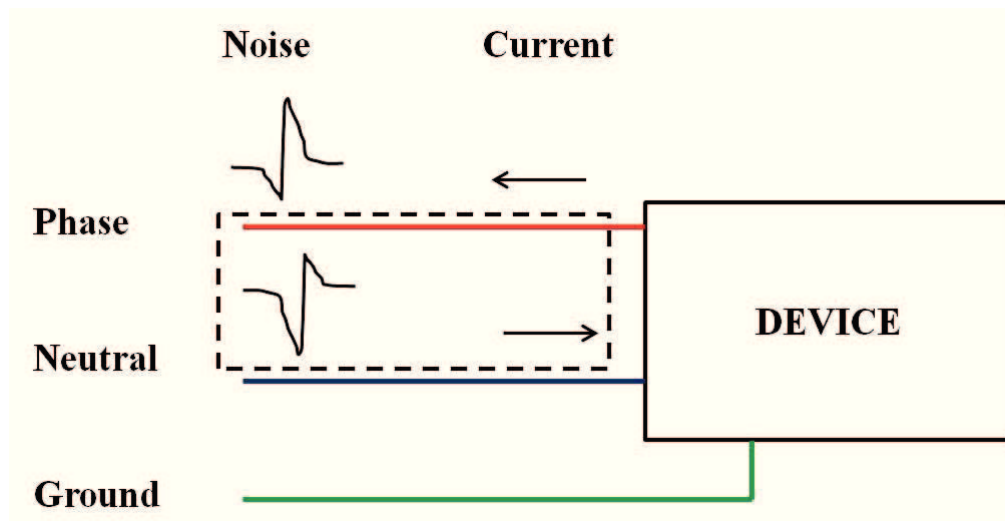 Noise
Current
Phase
DEVICE
Neutral
Ground